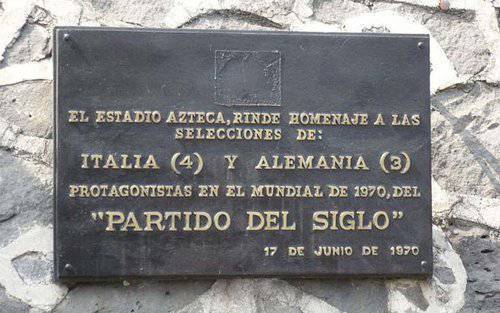 EL ESTADIO AZTECA, RINDE HOMENAJE A LAS
SELECCIONES DE:
ITALIA (4) Y ALEMANIA (3)
PROTAGONISTAS EN EL MUNDIAL DE 1970, DEL
"PARTIDO DEL SIGLO"
17 DE JUNIO DE 1970